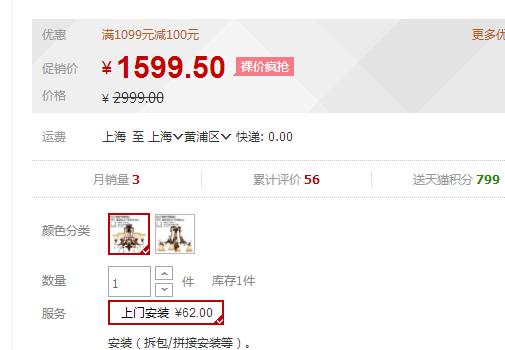 优惠 满1099元减100元 更多优
促销价 ¥ 1599.50 裸价疯抢
价格 ¥ 2999.00
运费 上海 至 上海 黄浦区 快递: 0.00
月销量 3 累计评价 56 送天猫积分 799
颜色分类
数量 1 件 库存1件
服务 上门安装 ¥62.00
安装（拆包/拼接安装等）。